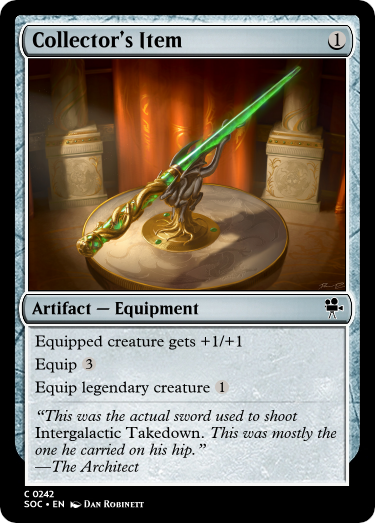 Collector's Item 1
Artifact — Equipment
Equipped creature gets +1/+1
Equip 3
Equip legendary creature 1
“This was the actual sword used to shoot
Intergalactic Takedown. This was mostly the
one he carried on his hip.”
—The Architect
C 0242
SOC • EN Dan Robinett